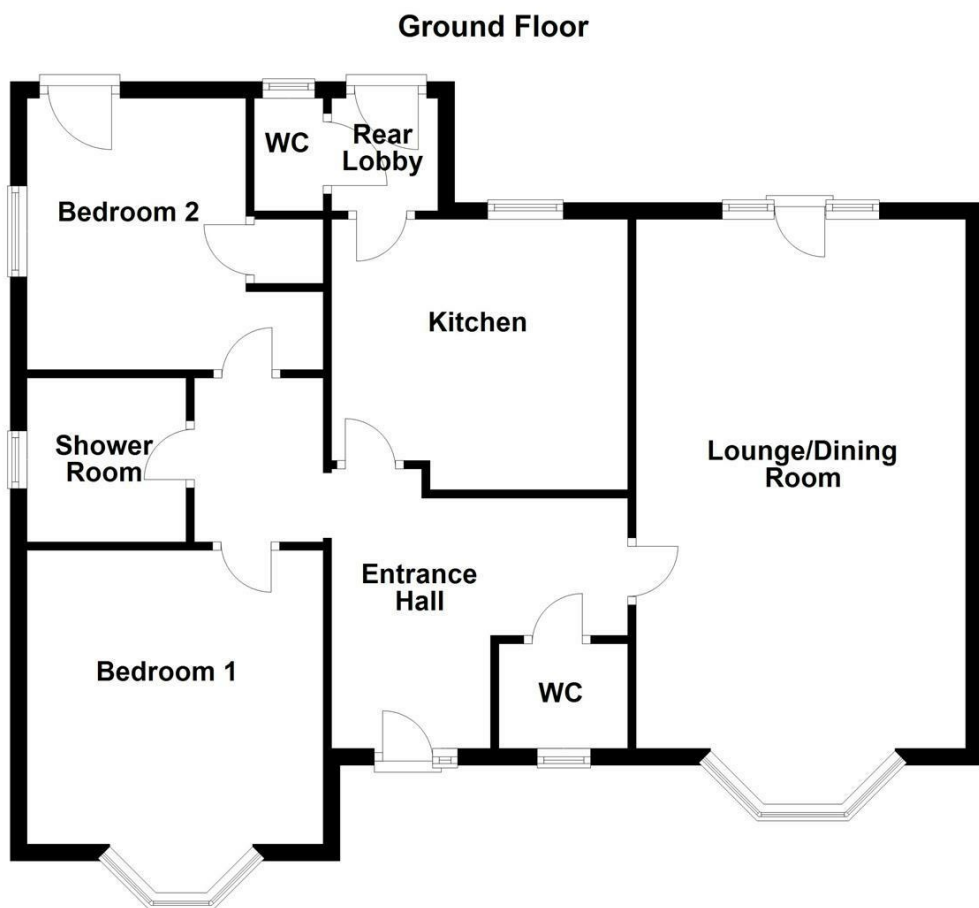 Ground Floor
WC
Rear
Lobby
Bedroom 2
Kitchen
Shower
Room
Lounge/Dining
Room
Entrance
Hall
Bedroom 1
WC